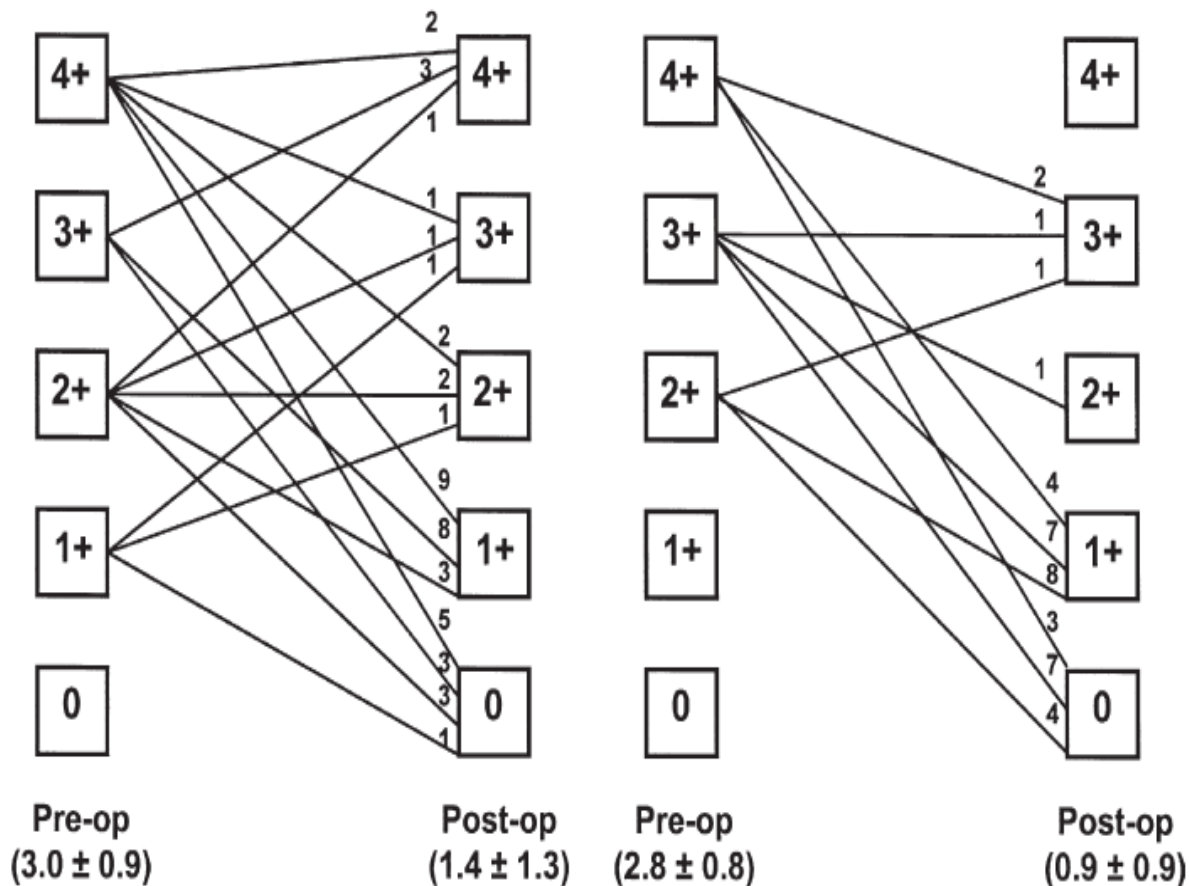 2
4+ 4+ 4+ 4+
3
1
2
1 1
3+ 3+ 3+ 3+
1
1 1
2
2+ 2+ 2+ 2+
2 1
1
9 4
8 7
1+ 1+ 1+ 1+
3 8
5 3
3 7
3
0 0 0 0
4
1
Pre-op Post-op Pre-op Post-op
(3.0 ± 0.9) (1.4 ± 1.3) (2.8 ± 0.8) (0.9 ± 0.9)